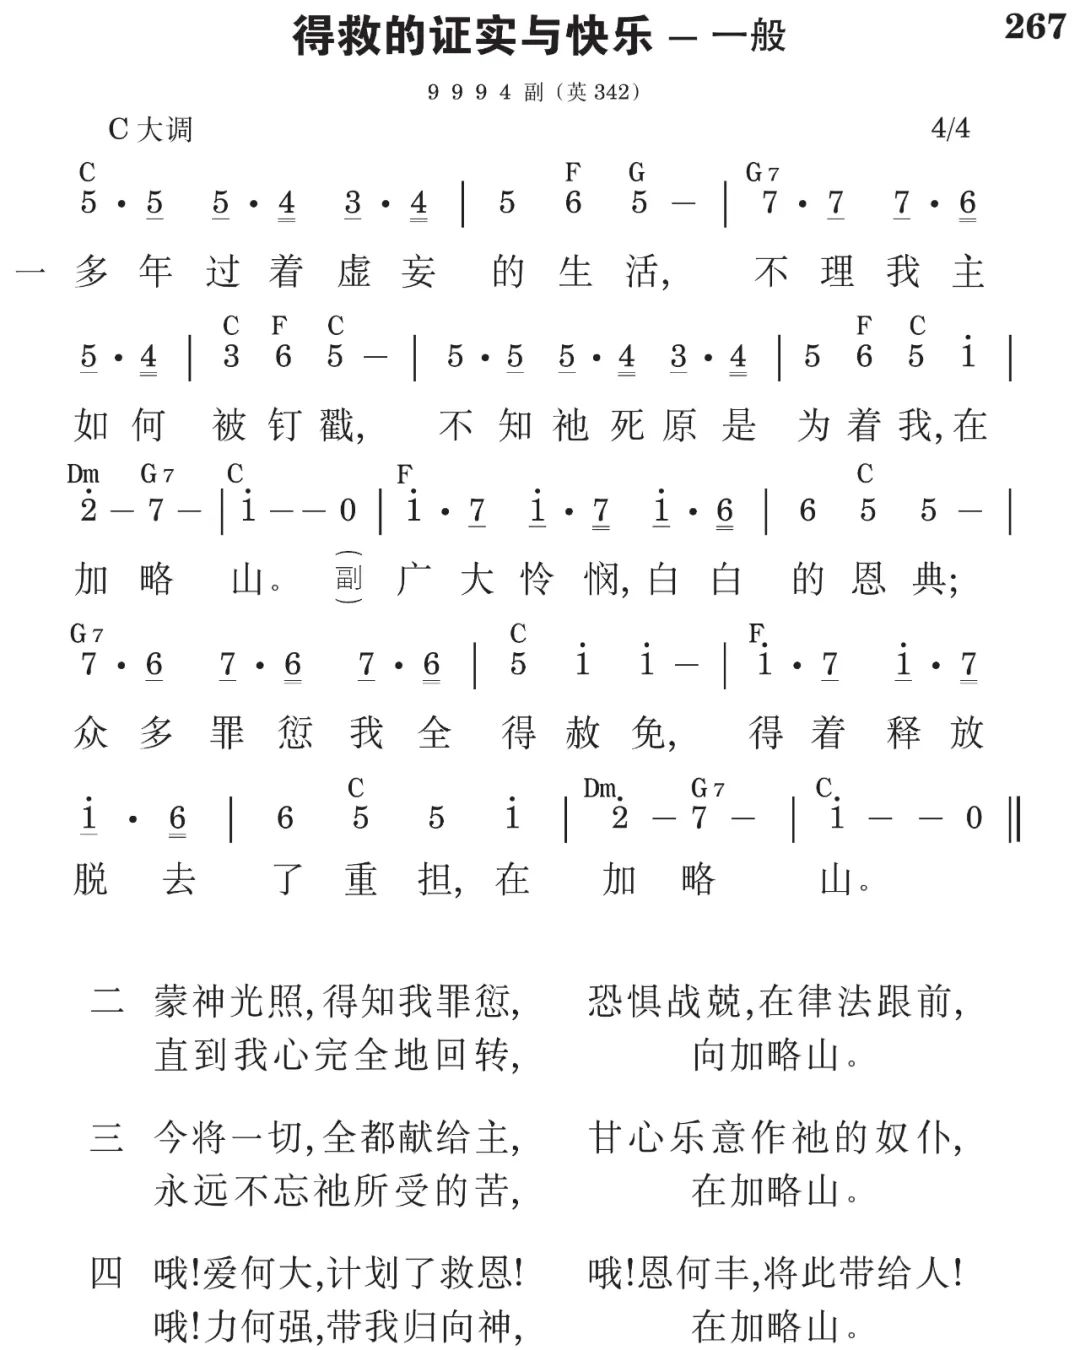 得救的证实与快乐 — 一般 267
9 9 9 4 副（英342）
C大调 4/4
C F G G7
5 · 5 5 · 4 3 · 4 | 5 6 5 — | 7 · 7 7 · 6
一 多年过着虚妄的生活, 不理我主
C F C F C
5 · 4 | 3 6 5 — | 5 · 5 5 · 4 3 · 4 | 5 6 5 i |
如何被钉戳, 不知祂死原是为着我,在
Dm G7 C F C
2̇ — 7 — | i — — 0 | i · 7 i · 7 i · 6 | 6 5 5 — |
加略山。(副)广大怜悯,白白的恩典;
G7 C F
7 · 6 7 · 6 7 · 6 | 5 i i — | i · 7 i · 7
众多罪愆我全得赦免, 得着释放
C Dm G7 C
i · 6 | 6 5 5 i | 2̇ — 7 — | i — — 0 ||
脱去了重担,在加略山。
二 蒙神光照,得知我罪愆, 恐惧战兢,在律法跟前,
直到我心完全地回转, 向加略山。
三 今将一切,全都献给主, 甘心乐意作祂的奴仆,
永远不忘祂所受的苦, 在加略山。
四 哦!爱何大,计划了救恩! 哦!恩何丰,将此带给人!
哦!力何强,带我归向神, 在加略山。